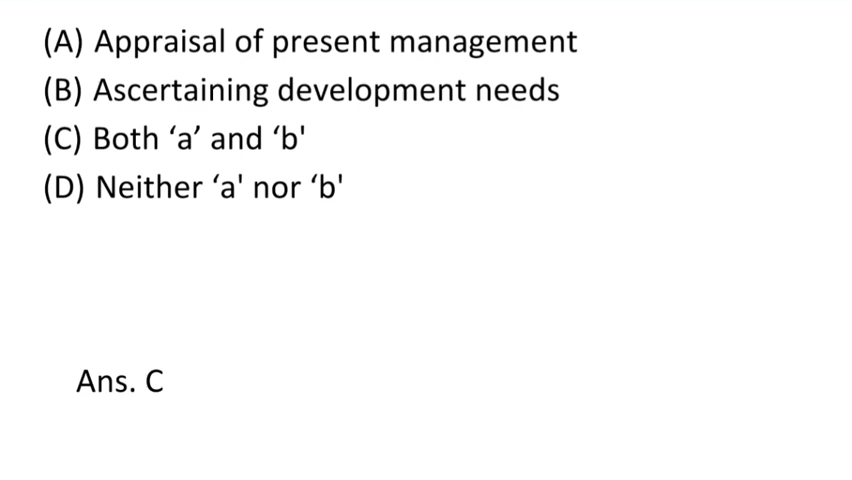 (A) Appraisal of present management
(B) Ascertaining development needs
(C) Both ‘a’ and ‘b'
(D) Neither ‘a' nor ‘b'
Ans. C